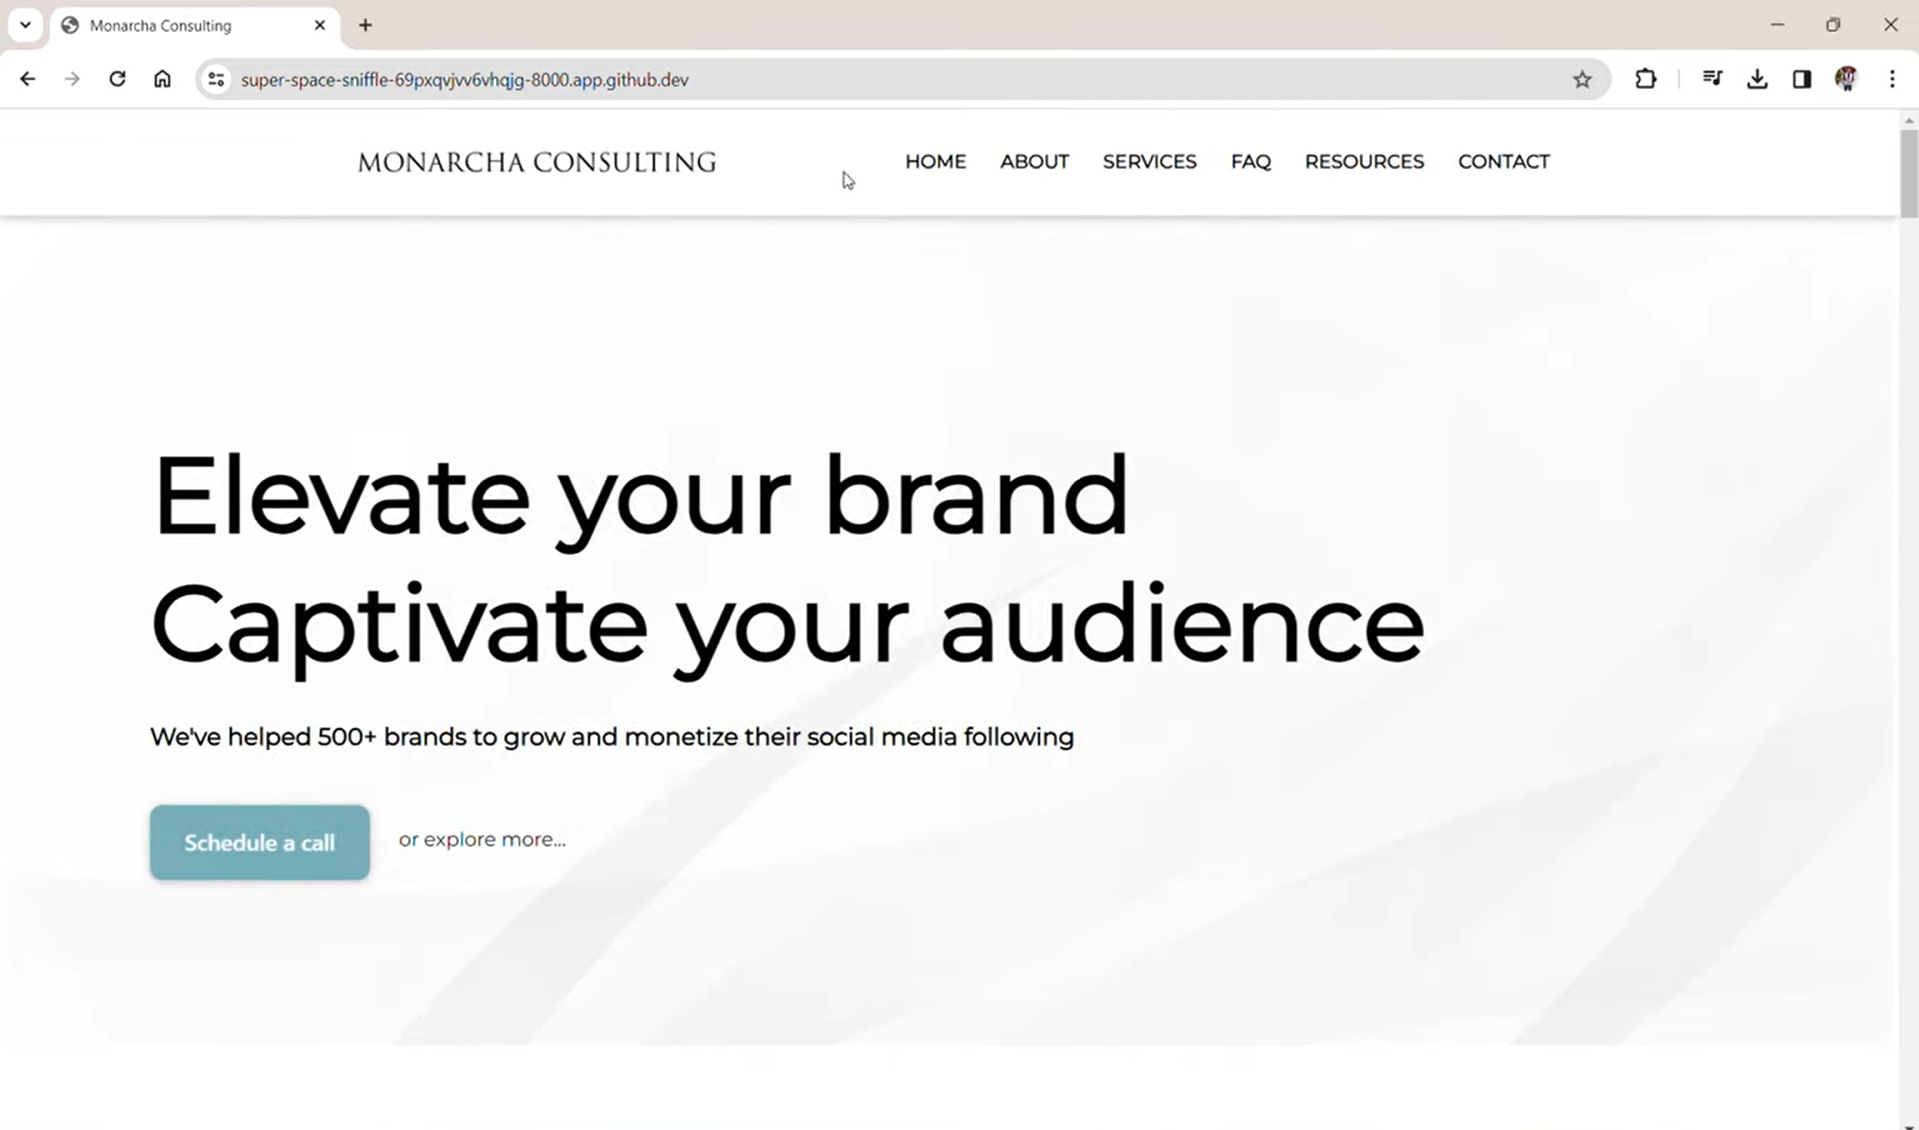 Monarcha Consulting
super-space-sniffle-69pxqvjvv6vhqjg-8000.app.github.dev
MONARCHA CONSULTING
HOME ABOUT SERVICES FAQ RESOURCES CONTACT
Elevate your brand
Captivate your audience
We've helped 500+ brands to grow and monetize their social media following
Schedule a call
or explore more...